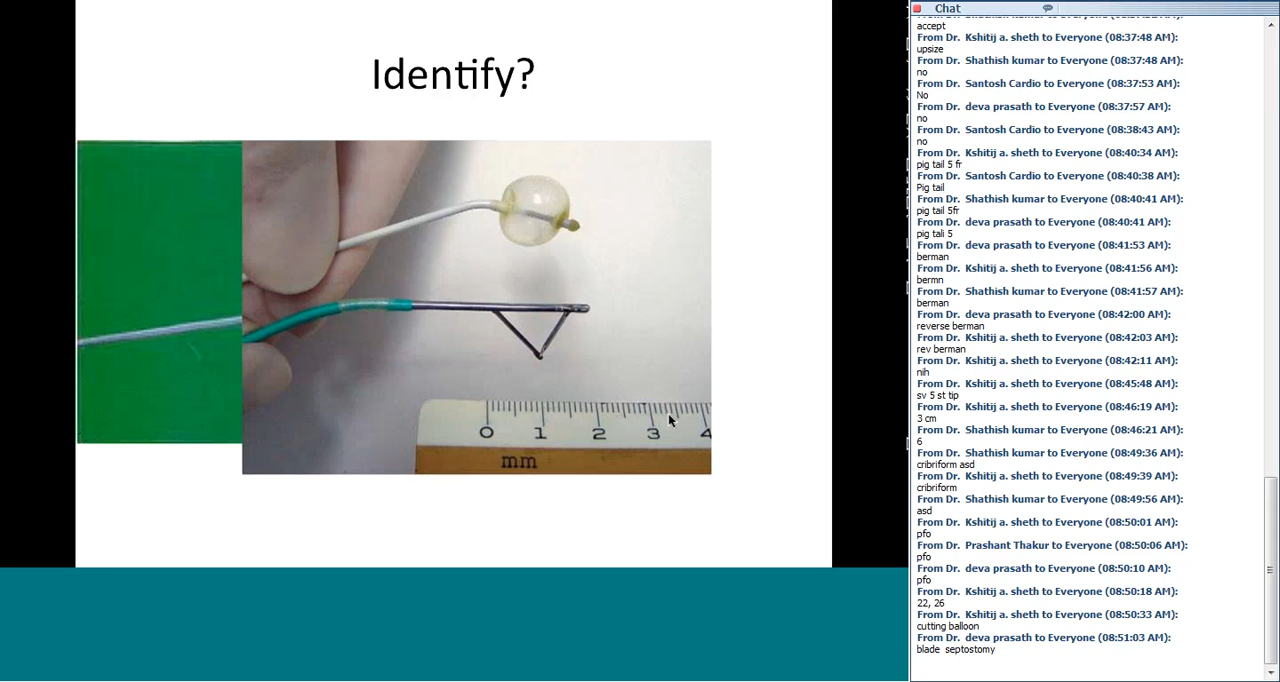 Identify?
0 1 2 3 4
mm
Chat
accept
From Dr. Kshitij a. sheth to Everyone (08:37:48 AM):
upsize
From Dr. Shathish kumar to Everyone (08:37:48 AM):
no
From Dr. Santosh Cardio to Everyone (08:37:53 AM):
No
From Dr. deva prasath to Everyone (08:37:57 AM):
no
From Dr. Santosh Cardio to Everyone (08:38:43 AM):
no
From Dr. Kshitij a. sheth to Everyone (08:40:34 AM):
pig tail 5 fr
From Dr. Santosh Cardio to Everyone (08:40:38 AM):
Pig tail
From Dr. Shathish kumar to Everyone (08:40:41 AM):
pig tail 5fr
From Dr. deva prasath to Everyone (08:40:41 AM):
pig tali 5
From Dr. deva prasath to Everyone (08:41:53 AM):
berman
From Dr. Kshitij a. sheth to Everyone (08:41:56 AM):
bermn
From Dr. Shathish kumar to Everyone (08:41:57 AM):
berman
From Dr. deva prasath to Everyone (08:42:00 AM):
reverse berman
From Dr. Kshitij a. sheth to Everyone (08:42:03 AM):
rev berman
From Dr. Kshitij a. sheth to Everyone (08:42:11 AM):
nih
From Dr. Kshitij a. sheth to Everyone (08:45:48 AM):
sv 5 st tip
From Dr. Kshitij a. sheth to Everyone (08:46:19 AM):
3 cm
From Dr. Shathish kumar to Everyone (08:46:21 AM):
6
From Dr. Shathish kumar to Everyone (08:49:36 AM):
cribriform asd
From Dr. Kshitij a. sheth to Everyone (08:49:39 AM):
cribriform
From Dr. Shathish kumar to Everyone (08:49:56 AM):
asd
From Dr. Kshitij a. sheth to Everyone (08:50:01 AM):
pfo
From Dr. Prashant Thakur to Everyone (08:50:06 AM):
pfo
From Dr. deva prasath to Everyone (08:50:10 AM):
pfo
From Dr. Kshitij a. sheth to Everyone (08:50:18 AM):
22, 26
From Dr. Kshitij a. sheth to Everyone (08:50:33 AM):
cutting balloon
From Dr. deva prasath to Everyone (08:51:03 AM):
blade septostomy